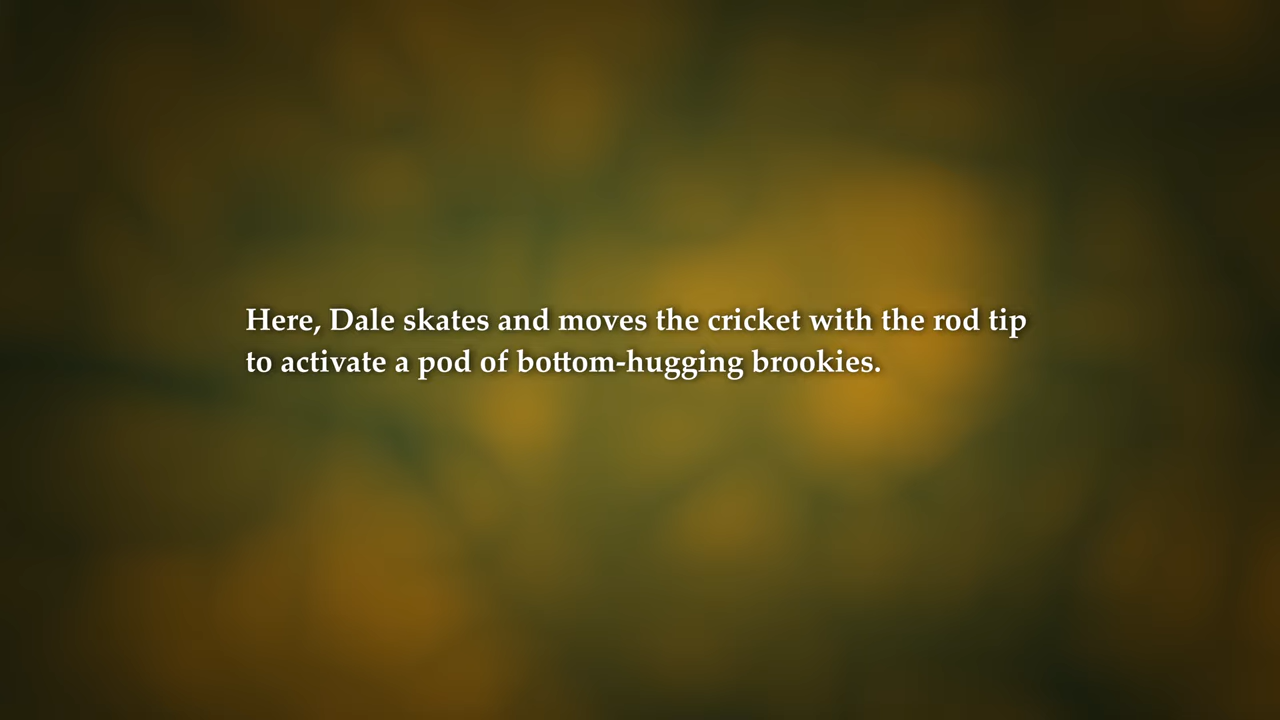 Here, Dale skates and moves the cricket with the rod tip
to activate a pod of bottom-hugging brookies.